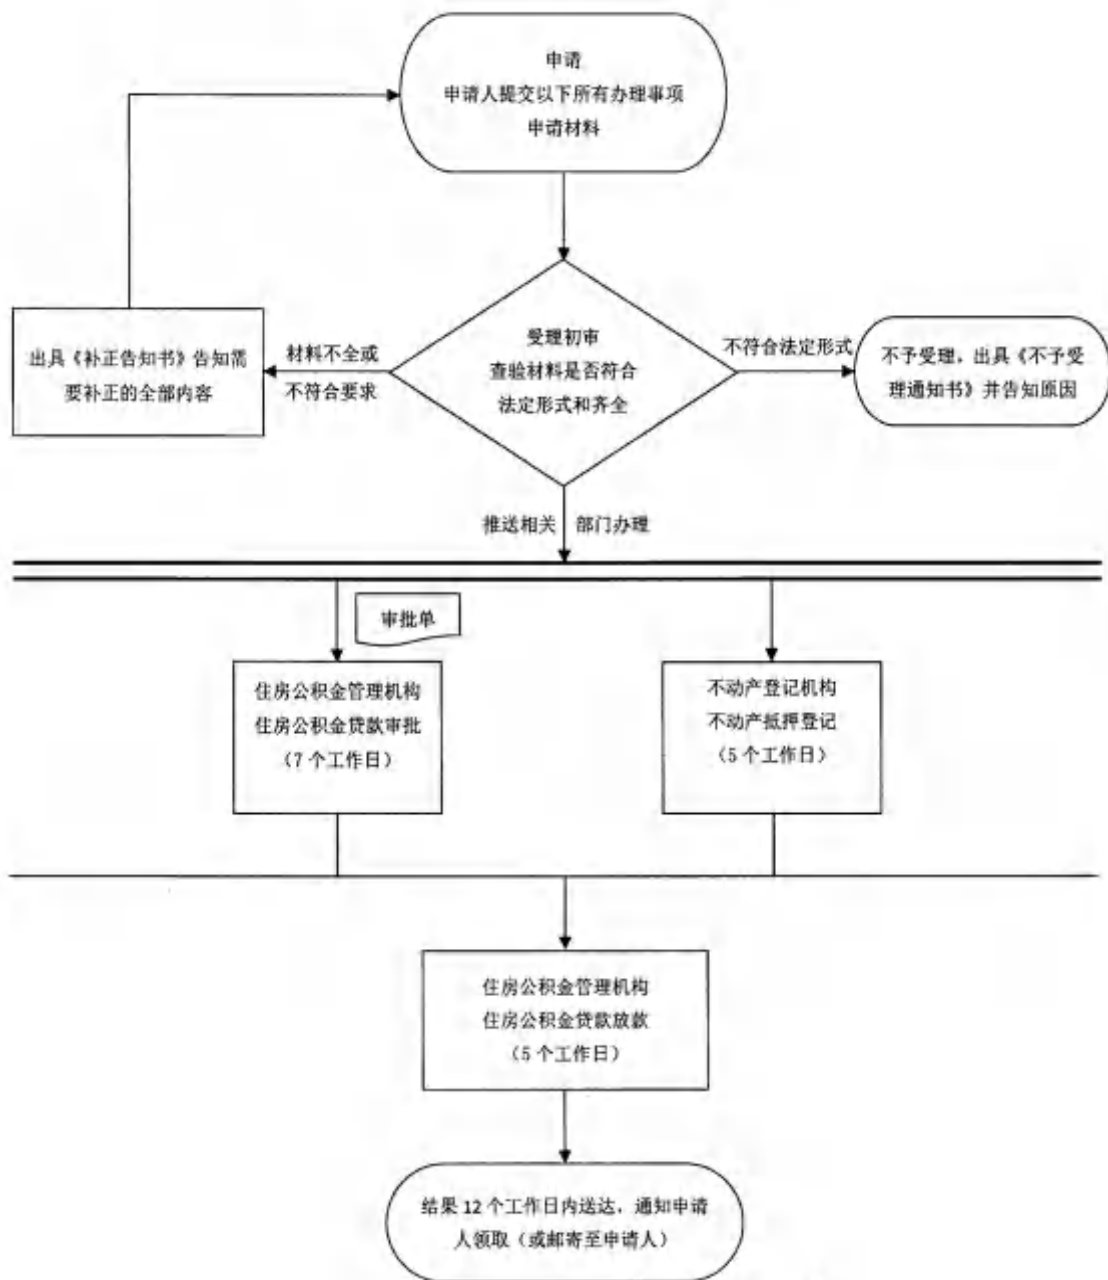 申请
申请人提交以下所有办理事项
申请材料
出具《补正告知书》告知需
要补正的全部内容
材料不全或
不符合要求
受理初审
查验材料是否符合
法定形式和齐全
不符合法定形式
不予受理，出具《不予受
理通知书》并告知原因
推送相关 部门办理
审批单
住房公积金管理机构
住房公积金贷款审批
（7 个工作日）
不动产登记机构
不动产抵押登记
（5 个工作日）
住房公积金管理机构
住房公积金贷款放款
（5 个工作日）
结果 12 个工作日内送达，通知申请
人领取（或邮寄至申请人）